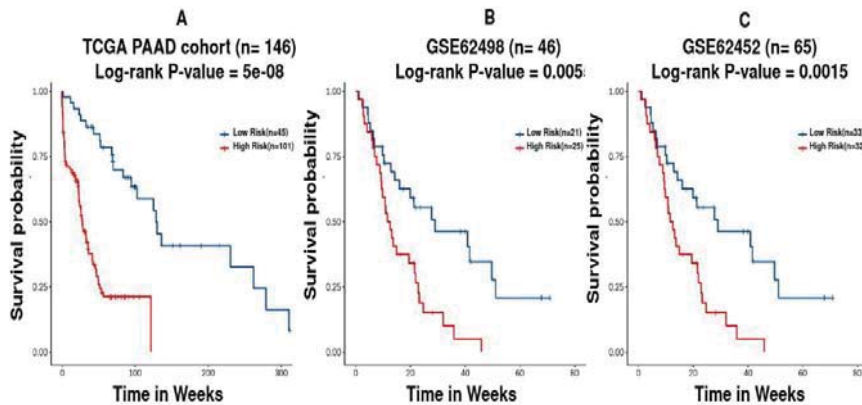 A
TCGA PAAD cohort (n= 146)
Log-rank P-value = 5e-08
Survival probability
1.00
0.75
0.50
0.25
0.00
Low Risk(n=45)
High Risk(n=101)
0
100
200
300
Time in Weeks
B
GSE62498 (n= 46)
Log-rank P-value = 0.005
Survival probability
1.00
0.75
0.50
0.25
0.00
Low Risk(n=21)
High Risk(n=25)
0
20
40
60
80
Time in Weeks
C
GSE62452 (n= 65)
Log-rank P-value = 0.0015
Survival probability
1.00
0.75
0.50
0.25
0.00
Low Risk(n=33
High Risk(n=32
0
20
40
60
80
Time in Weeks